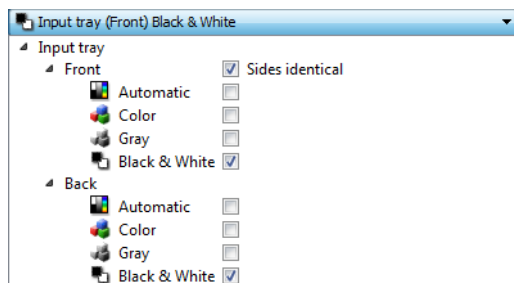 Input tray (Front) Black & White
Input tray
Front Sides identical
Automatic
Color
Gray
Black & White
Back
Automatic
Color
Gray
Black & White